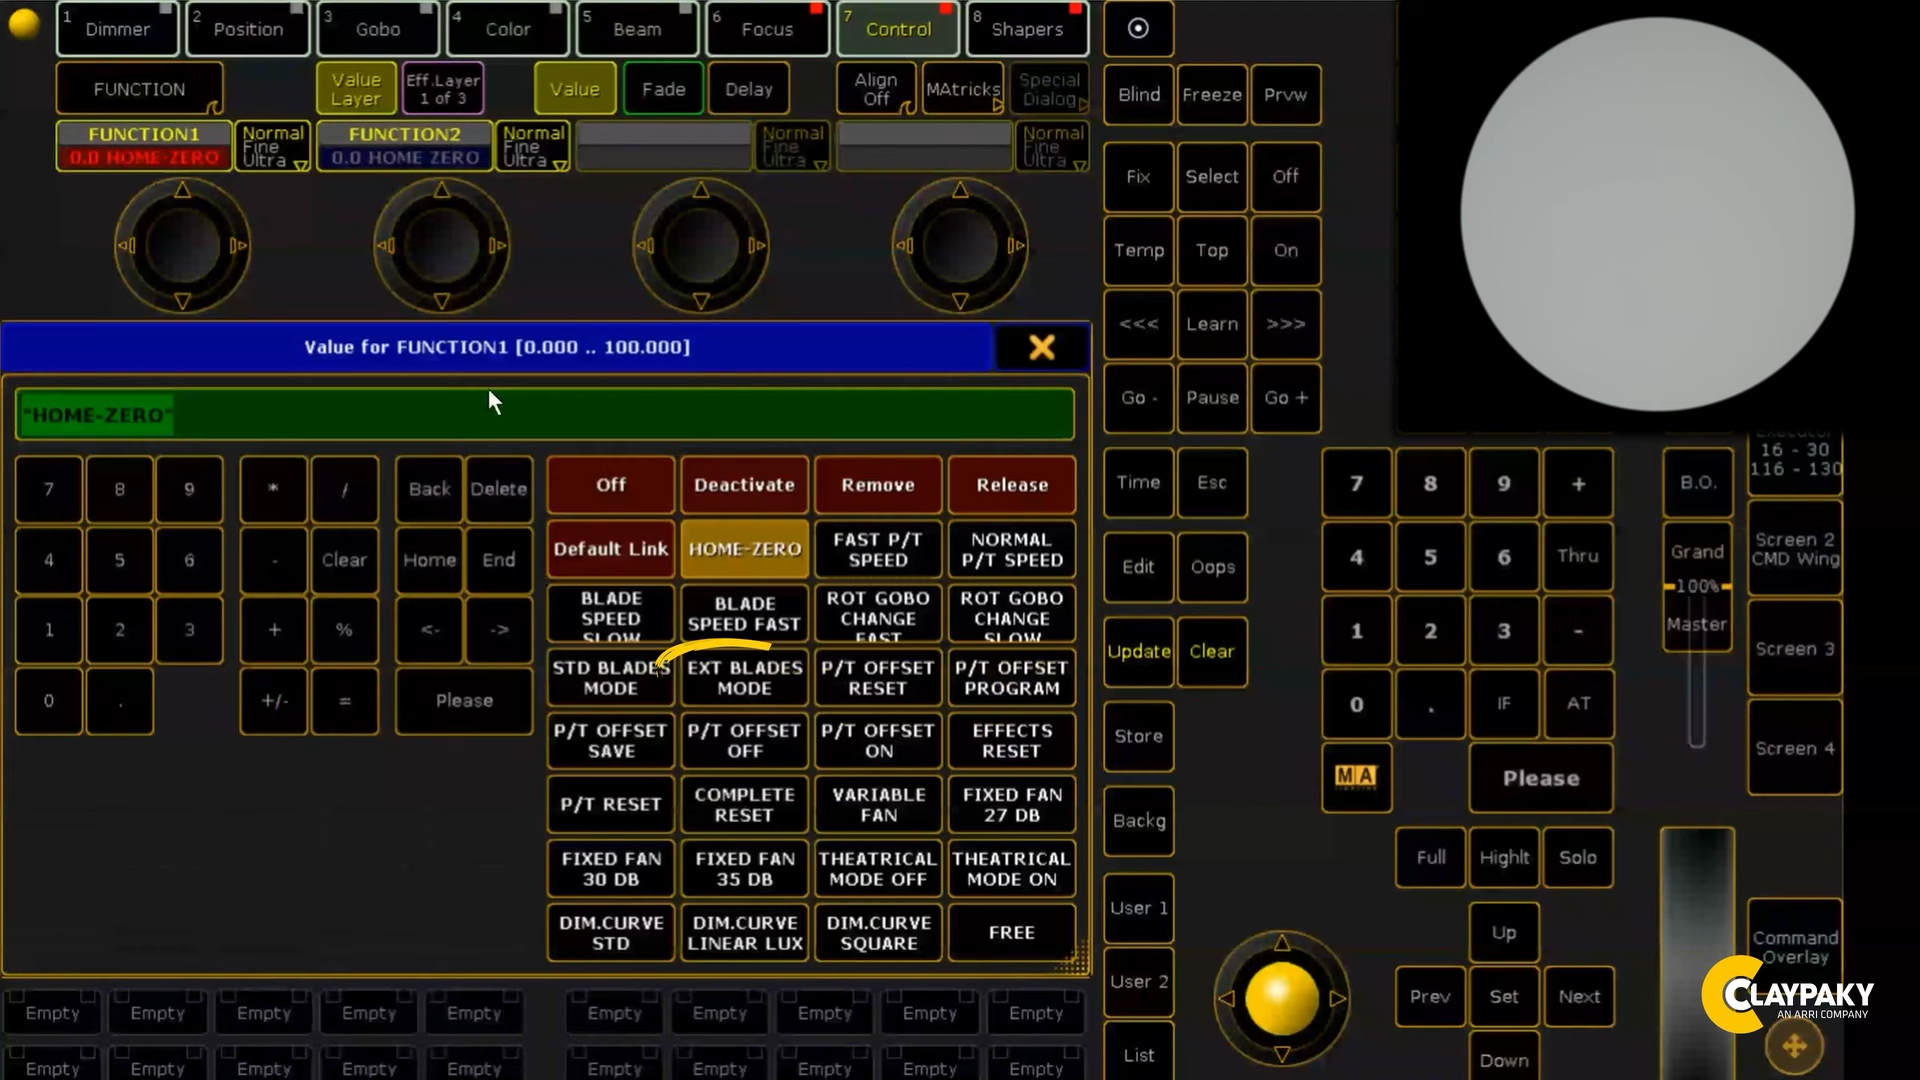 1 Dimmer
2 Position
3 Gobo
4 Color
5 Beam
6 Focus
7 Control
8 Shapers
FUNCTION
Value
Layer
Eff.Layer
1 of 3
Value
Fade
Delay
Align
Off
MAtricks
Special
Dialog
FUNCTION1
0.0 HOME-ZERO
Normal
Fine
Ultra
FUNCTION2
0.0 HOME ZERO
Normal
Fine
Ultra
Normal
Fine
Ultra
Normal
Fine
Ultra
Value for FUNCTION1 [0.000 .. 100.000]
"HOME-ZERO"
7 8 9 * / Back Delete
4 5 6 - Clear Home End
1 2 3 + % <- ->
0 . +/- = Please
Off Deactivate Remove Release
Default Link
HOME-ZERO
FAST P/T
SPEED
NORMAL
P/T SPEED
BLADE
SPEED
SLOW
BLADE
SPEED FAST
ROT GOBO
CHANGE
FAST
ROT GOBO
CHANGE
SLOW
STD BLADES
MODE
EXT BLADES
MODE
P/T OFFSET
RESET
P/T OFFSET
PROGRAM
P/T OFFSET
SAVE
P/T OFFSET
OFF
P/T OFFSET
ON
EFFECTS
RESET
P/T RESET
COMPLETE
RESET
VARIABLE
FAN
FIXED FAN
27 DB
FIXED FAN
30 DB
FIXED FAN
35 DB
THEATRICAL
MODE OFF
THEATRICAL
MODE ON
DIM.CURVE
STD
DIM.CURVE
LINEAR LUX
DIM.CURVE
SQUARE
FREE
Empty Empty Empty Empty Empty Empty Empty Empty Empty
Empty Empty Empty Empty Empty Empty Empty Empty Empty
Blind Freeze Prvw
Fix Select Off
Temp Top On
<<< Learn >>>
Go - Pause Go +
Time Esc
Edit Oops
Update Clear
Store
Backg
User 1
User 2
List
7 8 9 +
4 5 6 Thru
1 2 3 -
0 . IF AT
MA
Please
Full Highlt Solo
Up
Prev Set Next
Down
B.O.
Grand
100%
Master
Executor
16 - 30
116 - 130
Screen 2
CMD Wing
Screen 3
Screen 4
Command
Overlay
CLAYPAKY
AN ARRI COMPANY